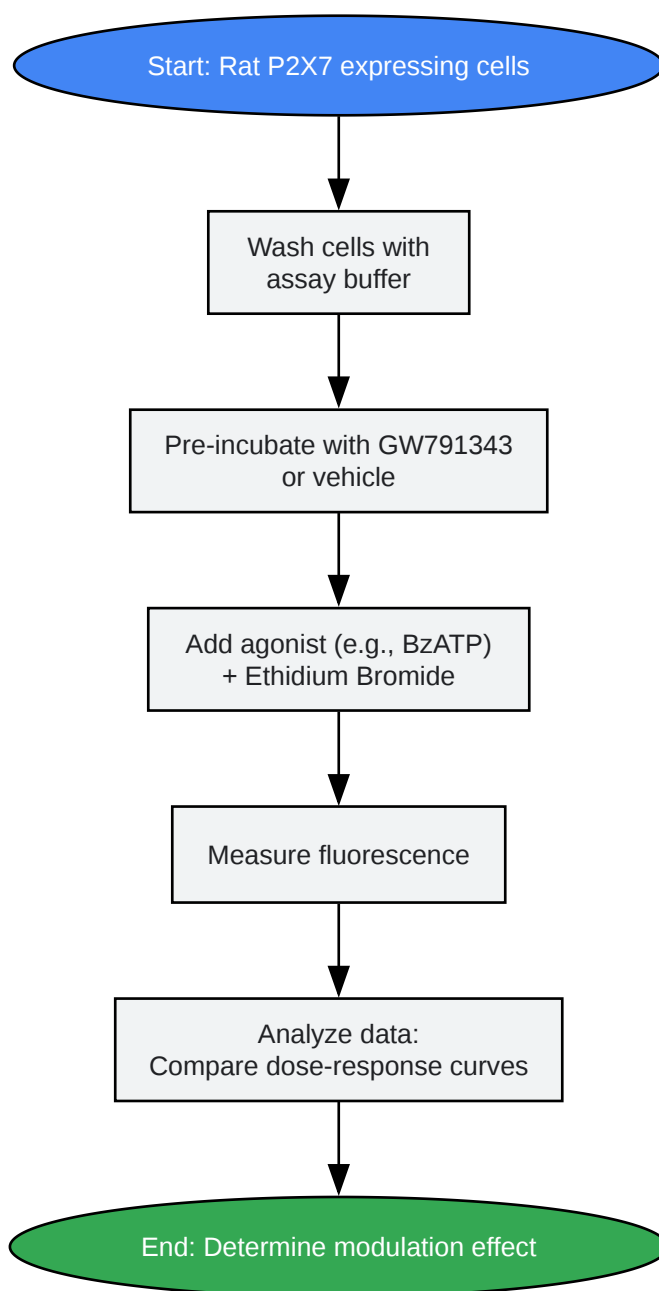 Start: Rat P2X7 expressing cells
Wash cells with
assay buffer
Pre-incubate with GW791343
or vehicle
Add agonist (e.g., BzATP)
+ Ethidium Bromide
Measure fluorescence
Analyze data:
Compare dose-response curves
End: Determine modulation effect